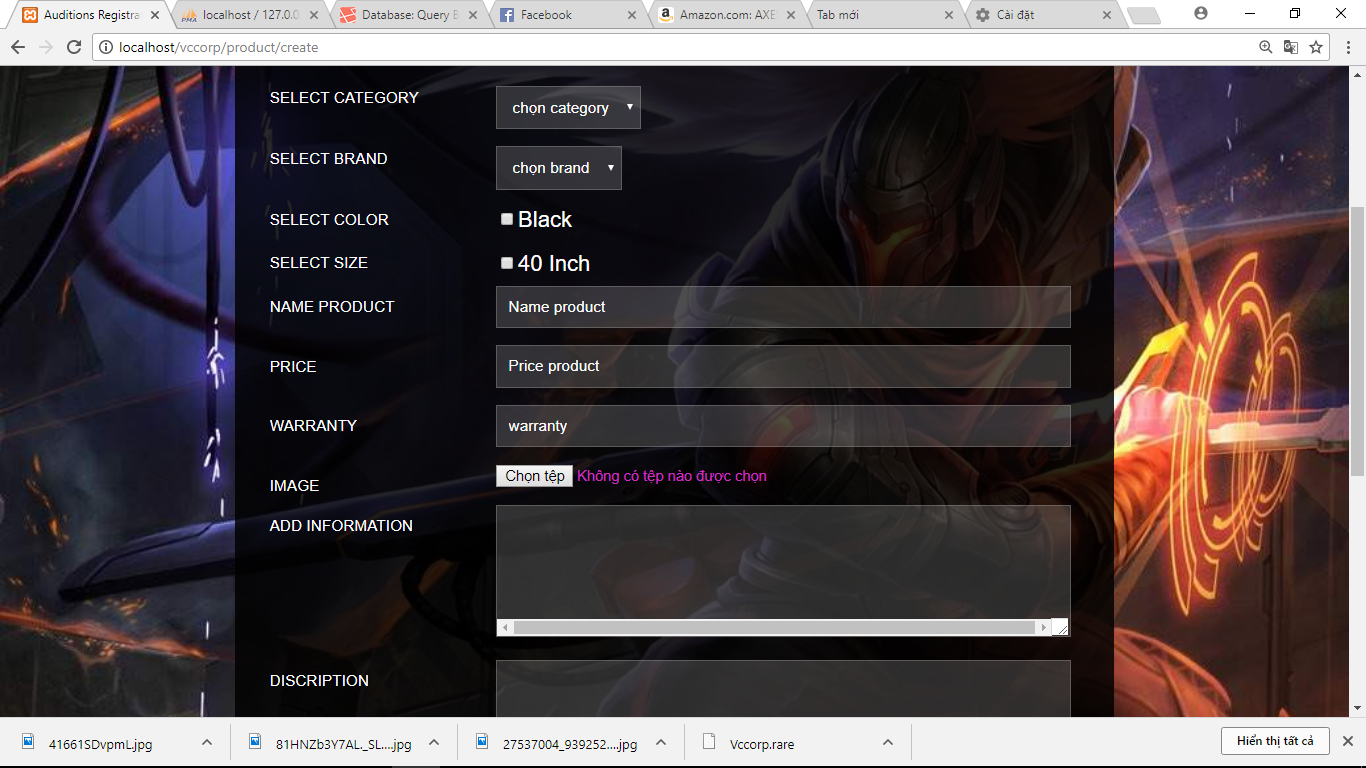 Auditions Registra
localhost / 127.0.0
Database: Query B
Facebook
Amazon.com: AXE
Tab mới
Cài đặt
localhost/vccorp/product/create
SELECT CATEGORY
chọn category
SELECT BRAND
chọn brand
SELECT COLOR
Black
SELECT SIZE
40 Inch
NAME PRODUCT
Name product
PRICE
Price product
WARRANTY
warranty
IMAGE
Chọn tệp Không có tệp nào được chọn
ADD INFORMATION
DISCRIPTION
41661SDvpmL.jpg
81HNZb3Y7AL._SL....jpg
27537004_939252....jpg
Vccorp.rare
Hiển thị tất cả